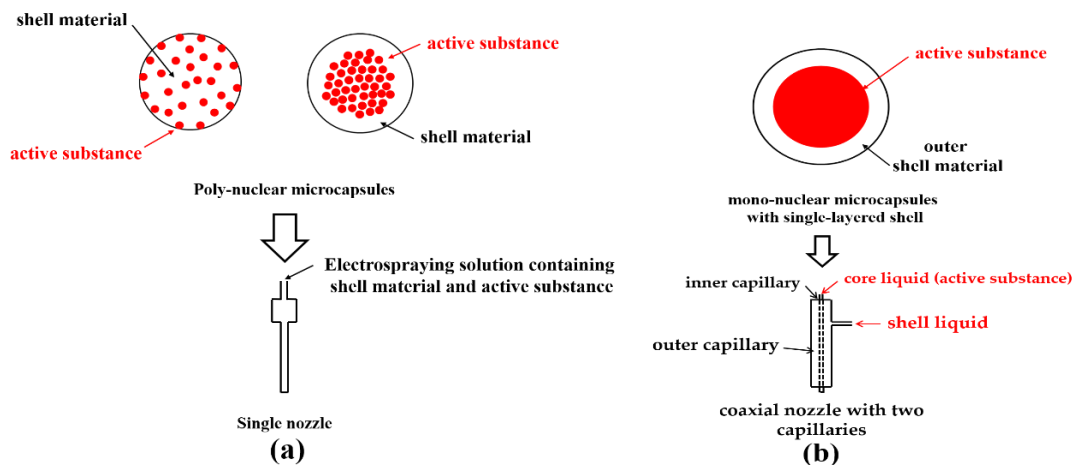 shell material
active substance
active substance
shell material
Poly-nuclear microcapsules
Electrospraying solution containing
shell material and active substance
Single nozzle
(a)
active substance
outer
shell material
mono-nuclear microcapsules
with single-layered shell
inner capillary
core liquid (active substance)
shell liquid
outer capillary
coaxial nozzle with two
capillaries
(b)